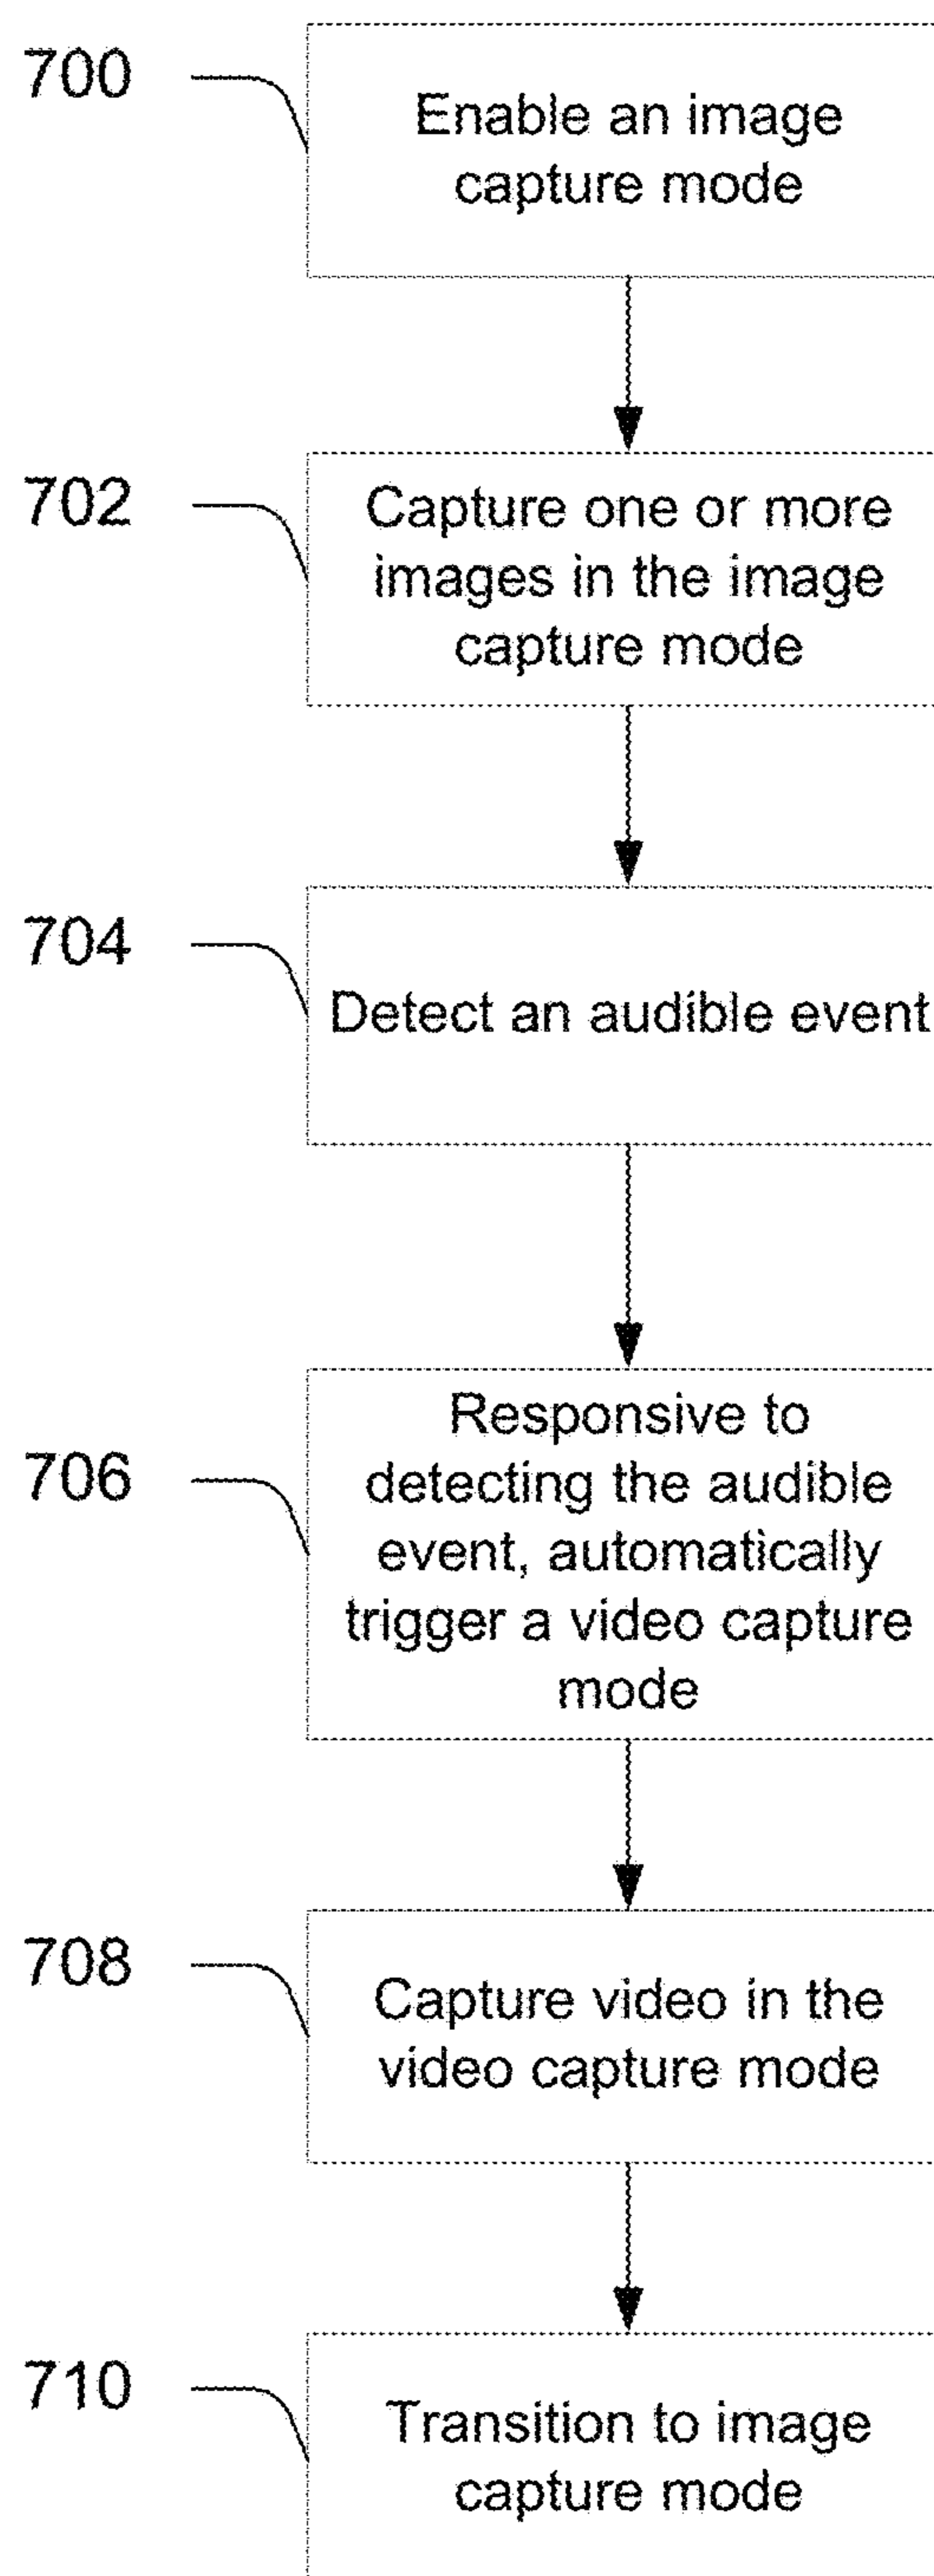 700
Enable an image
capture mode
702
Capture one or more
images in the image
capture mode
704
Detect an audible event
706
Responsive to
detecting the audible
event, automatically
trigger a video capture
mode
708
Capture video in the
video capture mode
710
Transition to image
capture mode